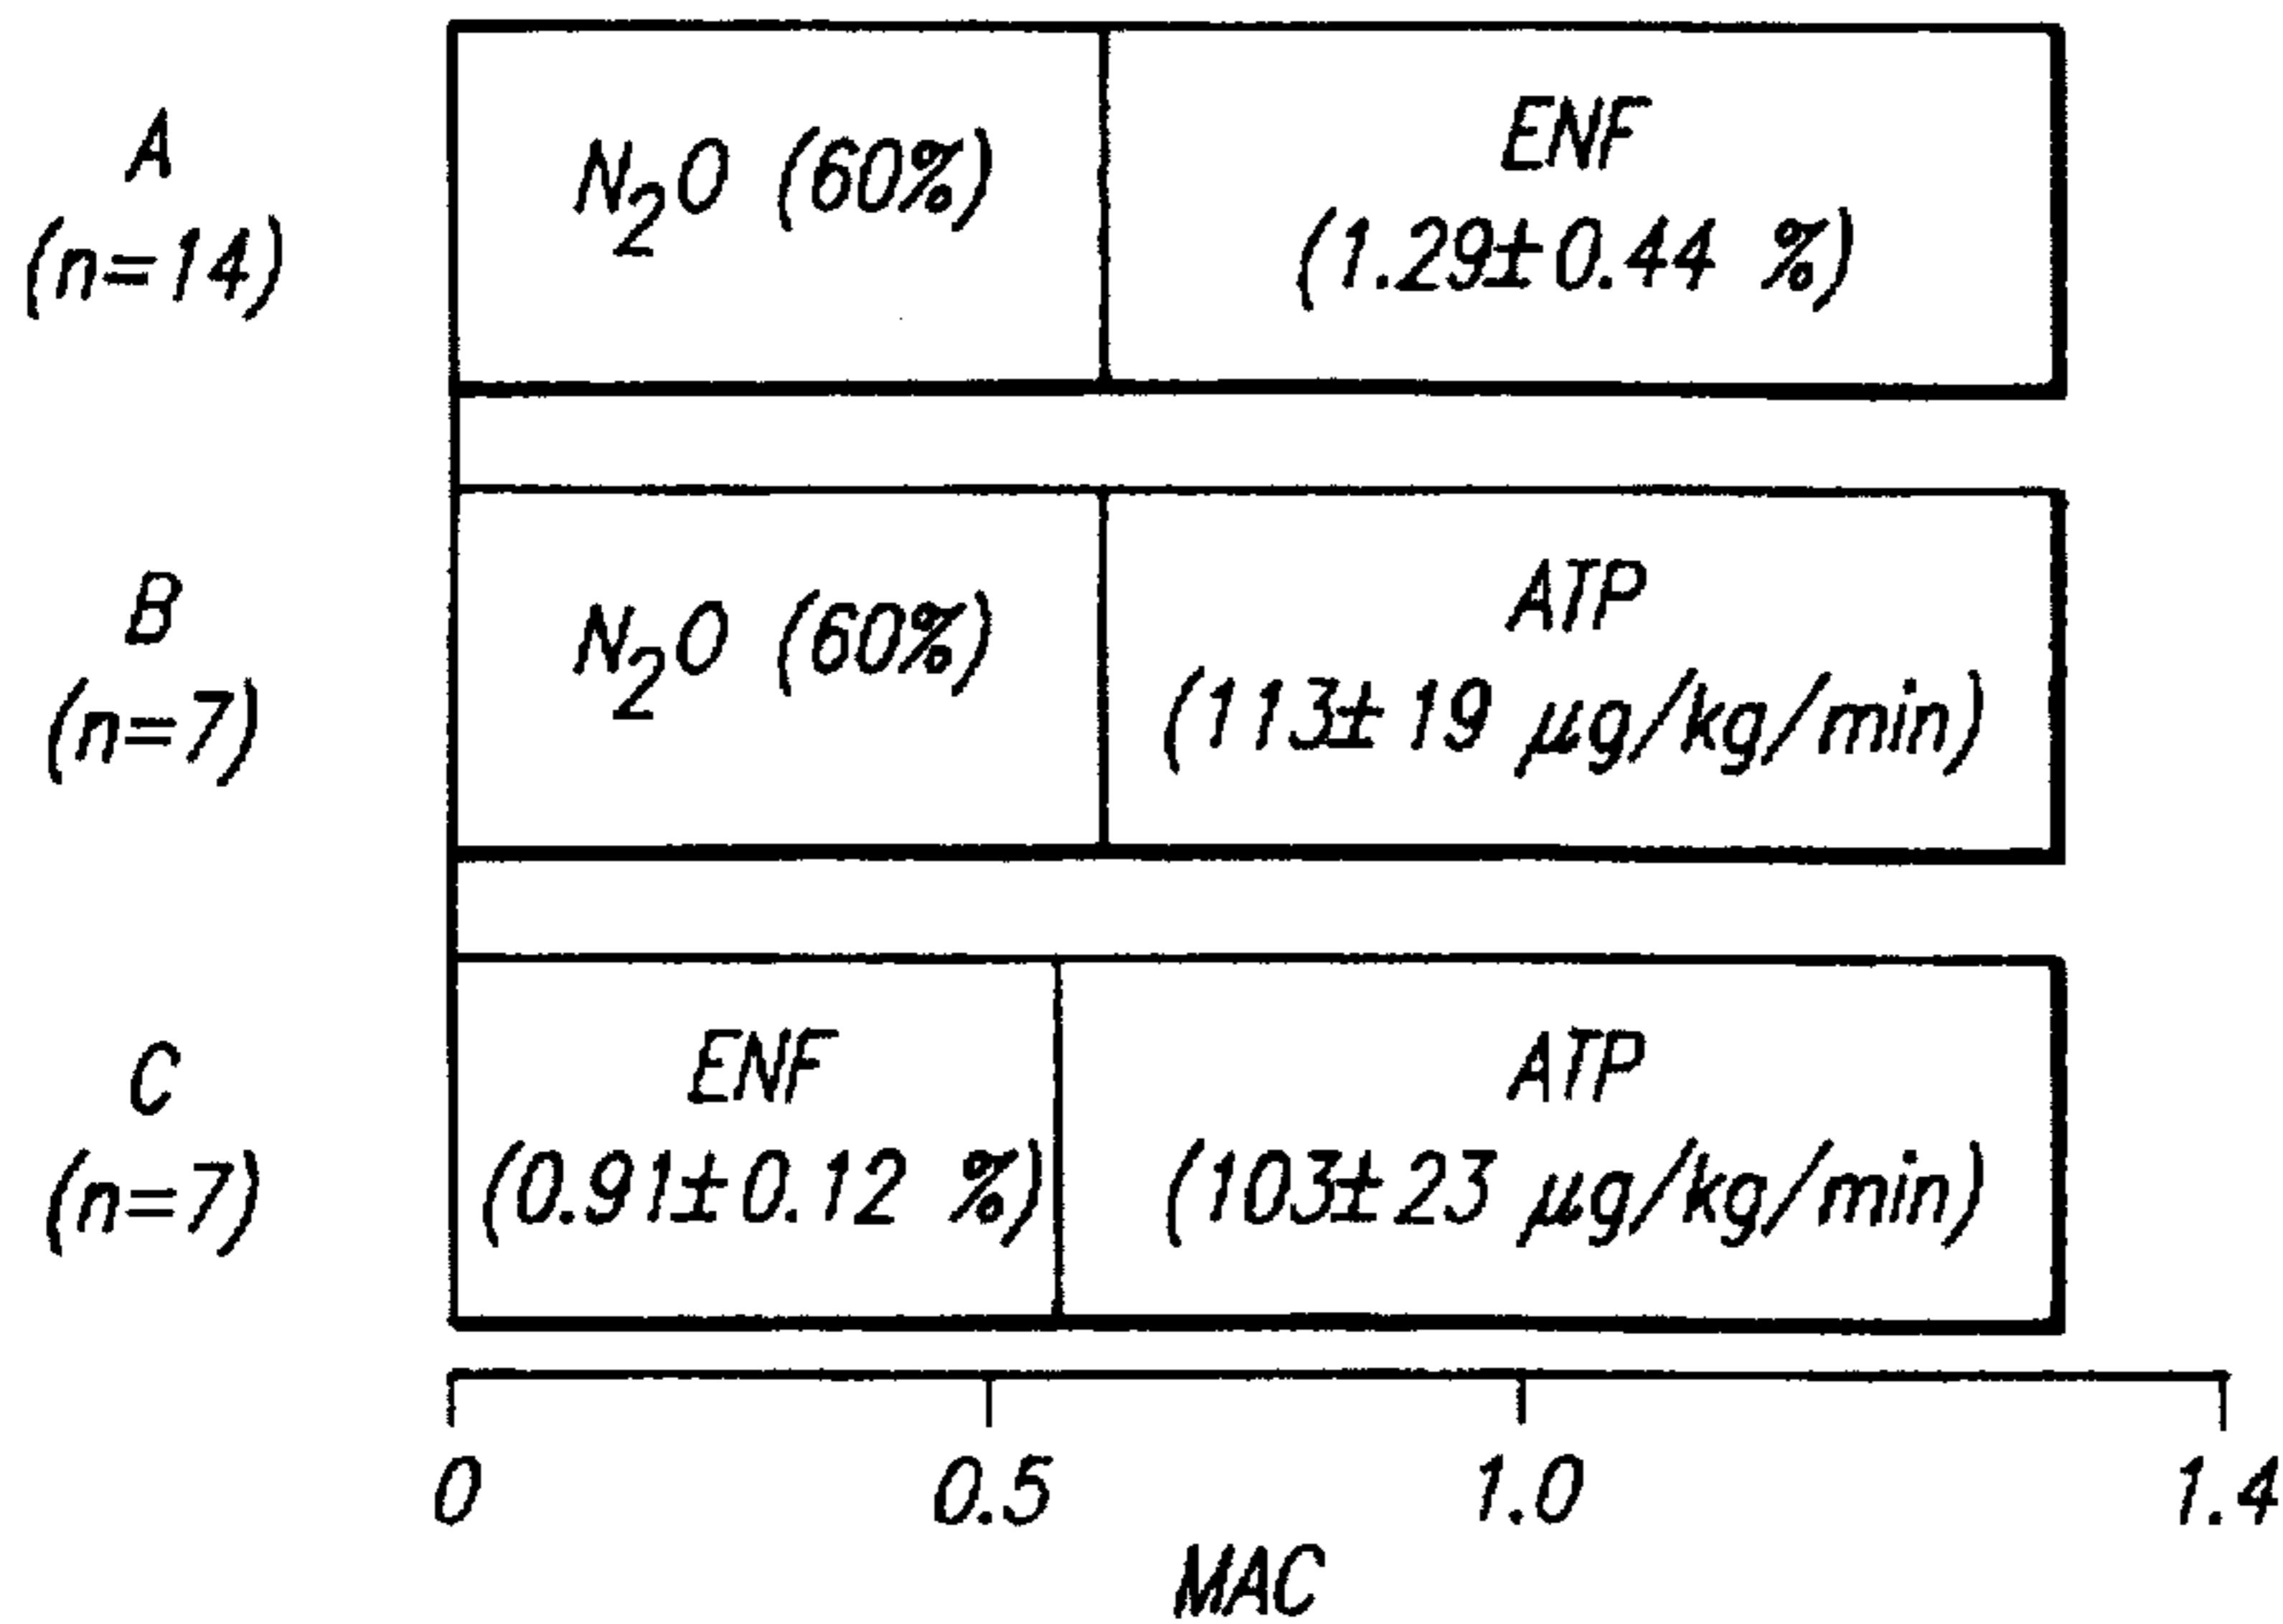 A
(n=14)
N₂O (60%)
ENF
(1.29±0.44 %)
B
(n=7)
N₂O (60%)
ATP
(113±19 µg/kg/min)
C
(n=7)
ENF
(0.91±0.12 %)
ATP
(103±23 µg/kg/min)
0 0.5 1.0 1.4
MAC